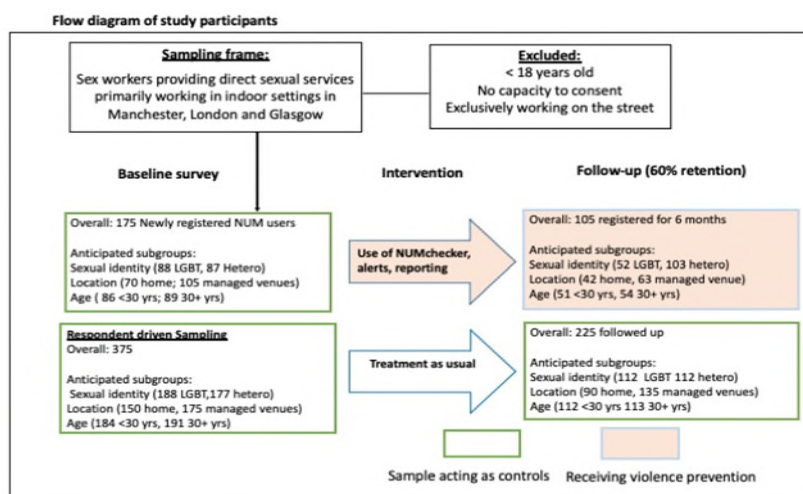 Flow diagram of study participants
Sampling frame:
Sex workers providing direct sexual services
primarily working in indoor settings in
Manchester, London and Glasgow
Excluded:
< 18 years old
No capacity to consent
Exclusively working on the street
Baseline survey
Intervention
Follow-up (60% retention)
Overall: 175 Newly registered NUM users
Anticipated subgroups:
Sexual identity (88 LGBT, 87 Hetero)
Location (70 home; 105 managed venues)
Age ( 86 <30 yrs; 89 30+ yrs)
Use of NUMchecker,
alerts, reporting
Overall: 105 registered for 6 months
Anticipated subgroups:
Sexual identity (52 LGBT, 103 hetero)
Location (42 home, 63 managed venue)
Age (51 <30 yrs, 54 30+ yrs)
Respondent driven Sampling
Overall: 375
Anticipated subgroups:
Sexual identity (188 LGBT,177 hetero)
Location (150 home, 175 managed venues)
Age (184 <30 yrs, 191 30+ yrs)
Treatment as usual
Overall: 225 followed up
Anticipated subgroups:
Sexual identity (112 LGBT 112 hetero)
Location (90 home, 135 managed venues)
Age (112 <30 yrs 113 30+ yrs)
Sample acting as controls
Receiving violence prevention